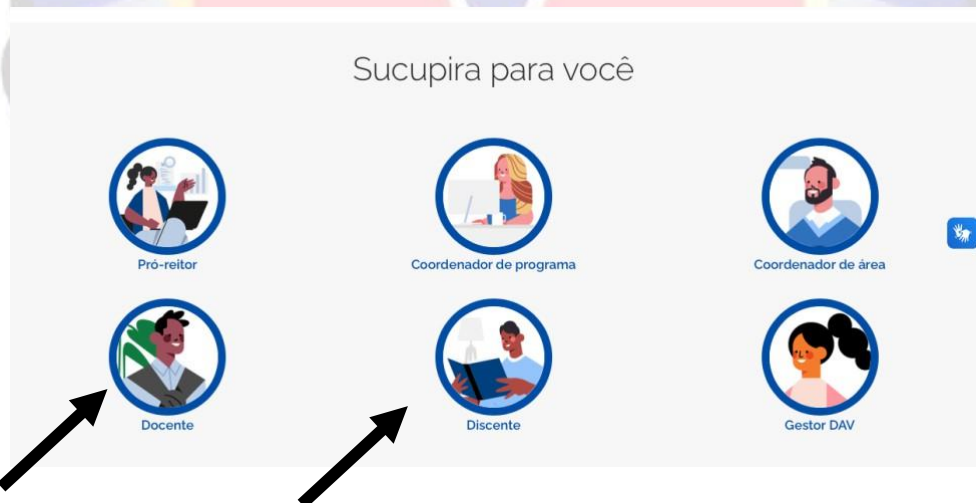 Sucupira para você
Pró-reitor
Coordenador de programa
Coordenador de área
Docente
Discente
Gestor DAV